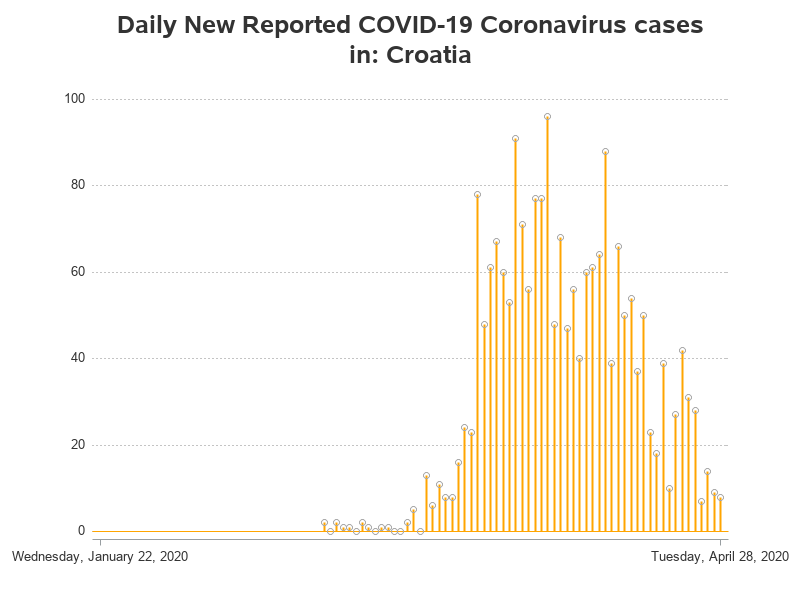 Daily New Reported COVID-19 Coronavirus cases
in: Croatia
100
80
60
40
20
0
Wednesday, January 22, 2020
Tuesday, April 28, 2020